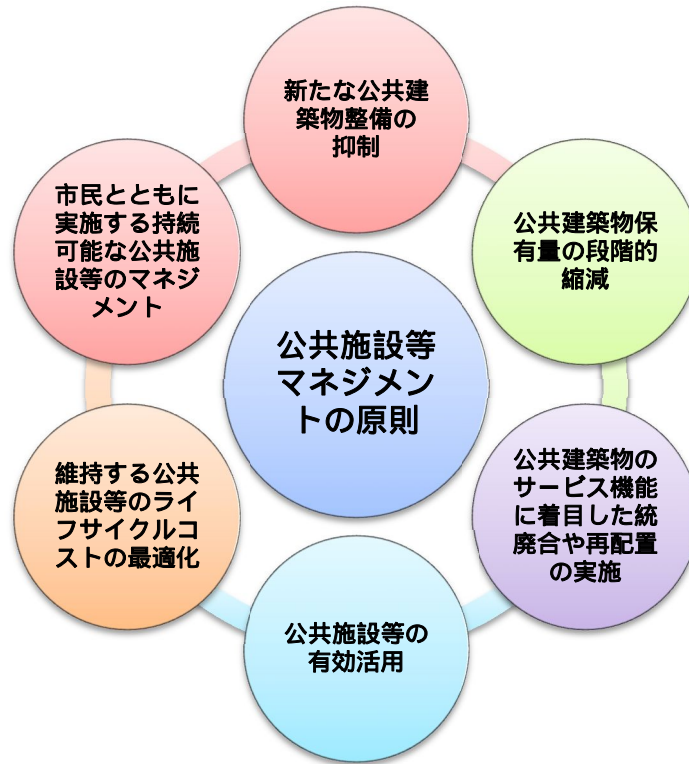 新たな公共建
築物整備の
抑制
公共建築物保
有量の段階的
縮減
公共建築物の
サービス機能
に着目した統
廃合や再配置
の実施
公共施設等の
有効活用
維持する公共
施設等のライ
フサイクルコ
ストの最適化
市民とともに
実施する持続
可能な公共施
設等のマネジ
メント
公共施設等
マネジメン
トの原則